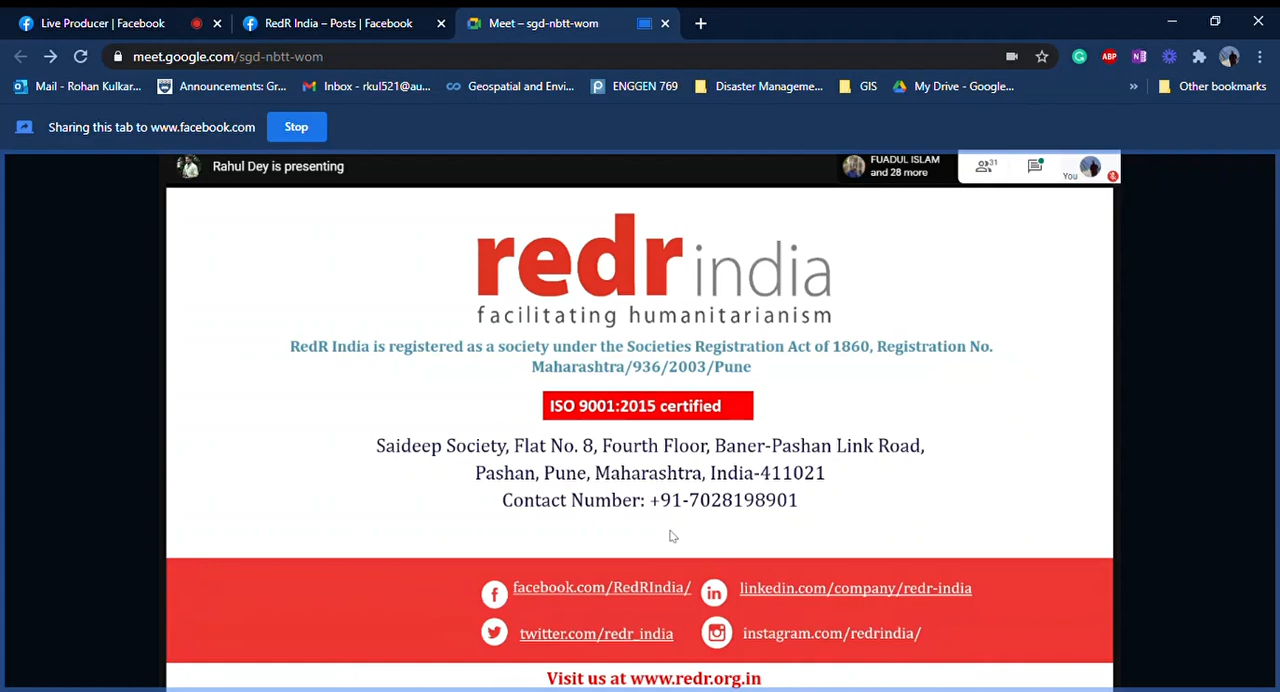 Live Producer | Facebook
RedR India – Posts | Facebook
Meet – sgd-nbtt-wom
meet.google.com/sgd-nbtt-wom
ABP
Mail - Rohan Kulkar...
Announcements: Gr...
Inbox - rkul521@au...
Geospatial and Envi...
ENGGEN 769
Disaster Manageme...
GIS
My Drive - Google...
»
Other bookmarks
Sharing this tab to www.facebook.com
Stop
Rahul Dey is presenting
FUADUL ISLAM
and 28 more
31
You
redr india
facilitating humanitarianism
RedR India is registered as a society under the Societies Registration Act of 1860, Registration No.
Maharashtra/936/2003/Pune
ISO 9001:2015 certified
Saideep Society, Flat No. 8, Fourth Floor, Baner-Pashan Link Road,
Pashan, Pune, Maharashtra, India-411021
Contact Number: +91-7028198901
facebook.com/RedRIndia/
linkedin.com/company/redr-india
twitter.com/redr_india
instagram.com/redrindia/
Visit us at www.redr.org.in